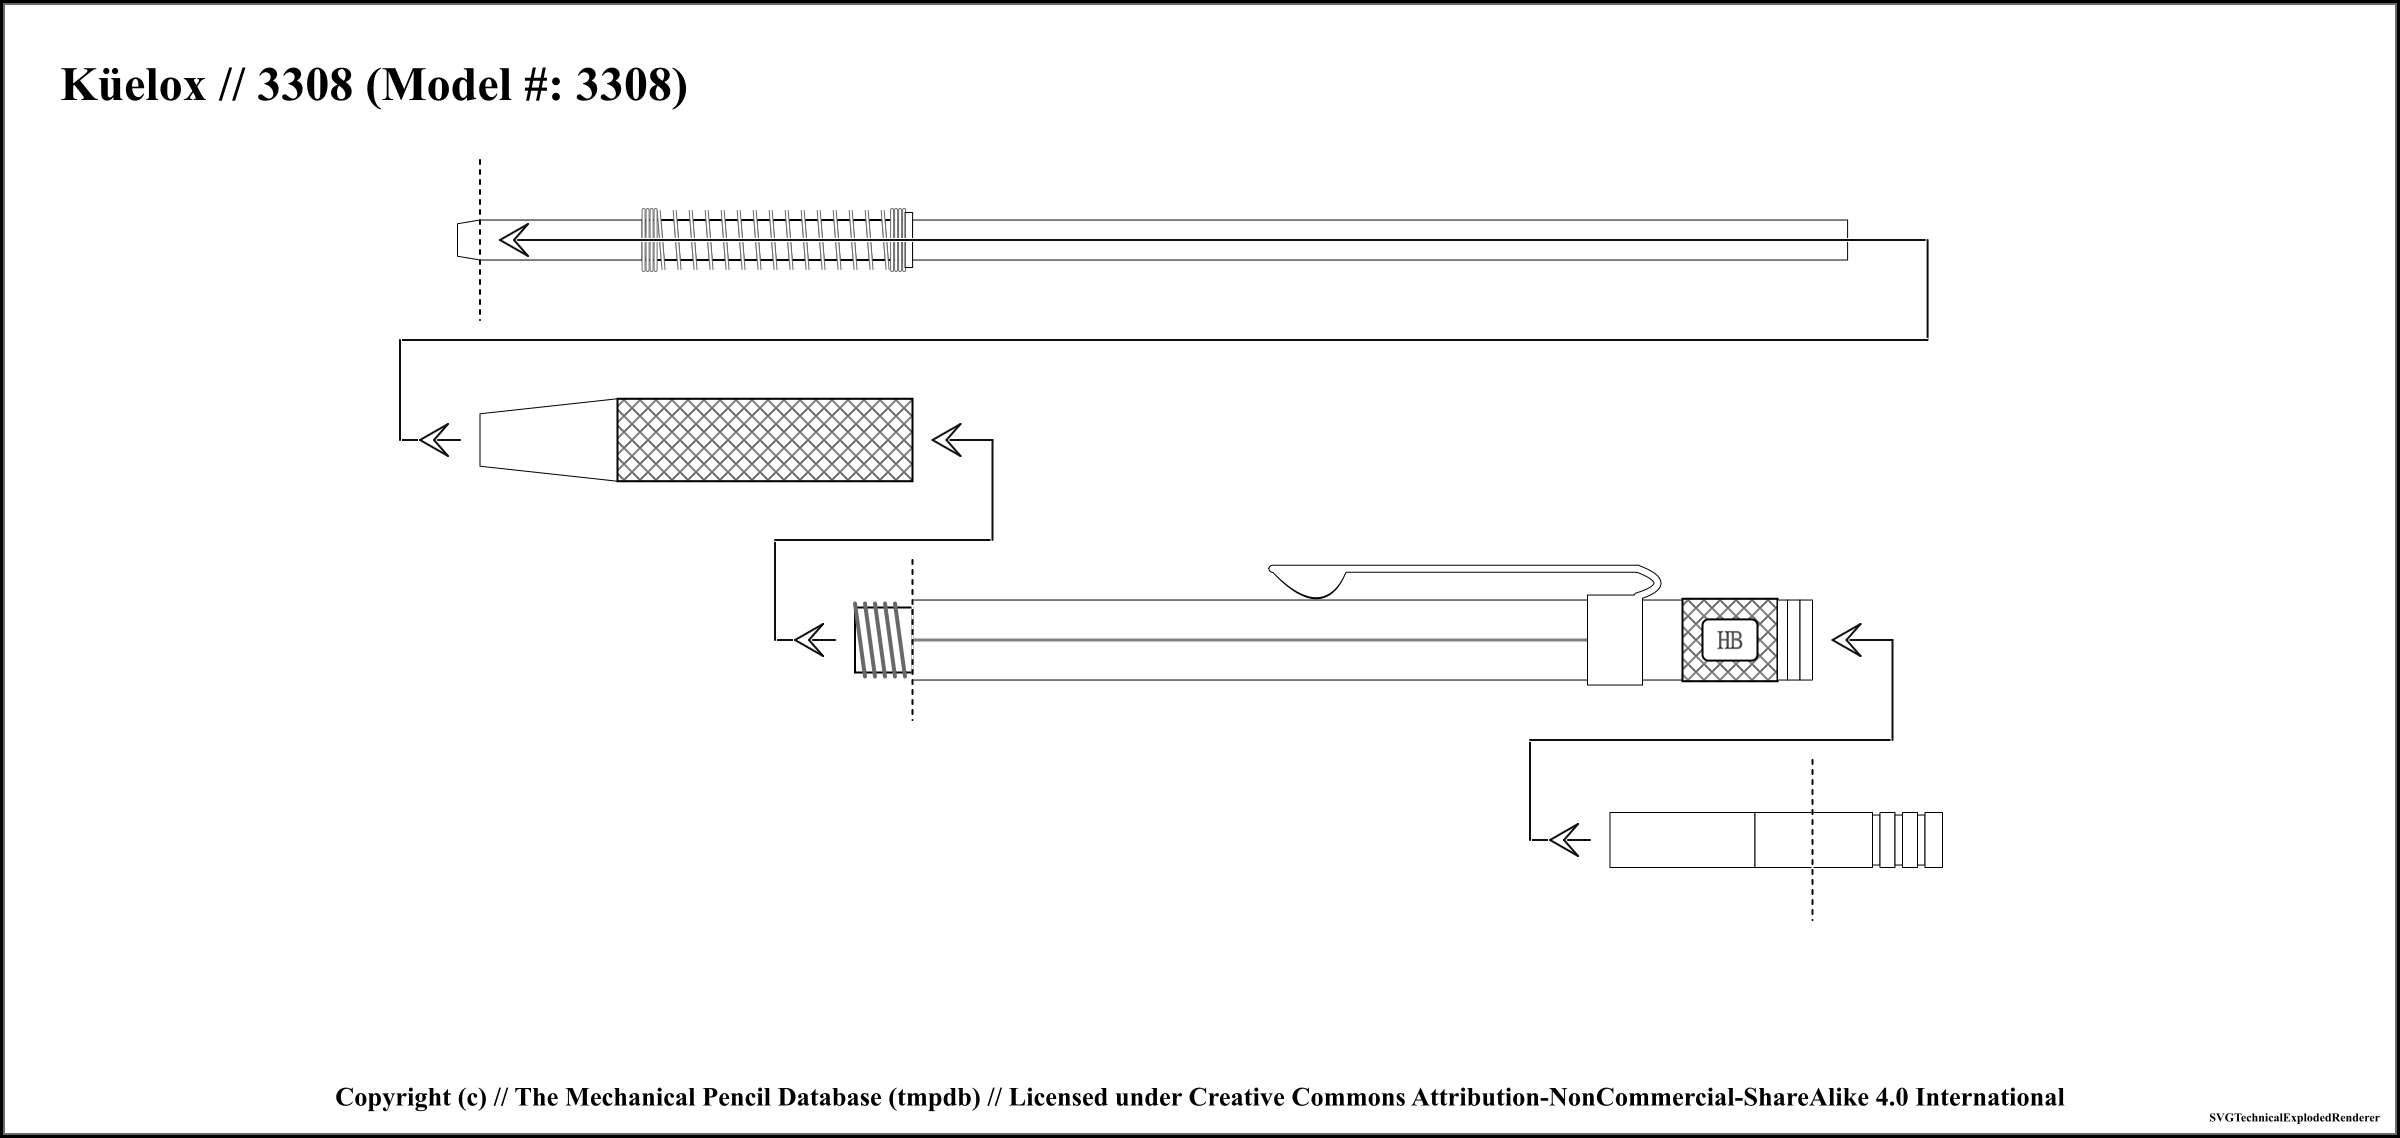 Küelox // 3308 (Model #: 3308)
HB
Copyright (c) // The Mechanical Pencil Database (tmpdb) // Licensed under Creative Commons Attribution-NonCommercial-ShareAlike 4.0 International
SVGTechnicalExplodedRenderer